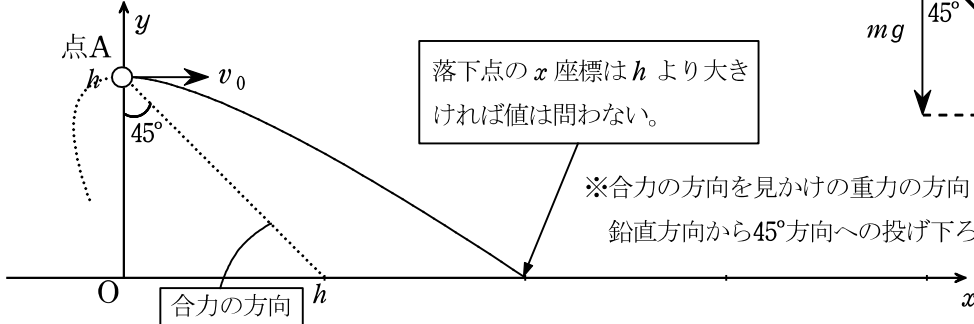 y
点A
h
v₀
45°
落下点の x 座標は h より大き
ければ値は問わない。
mg
45°
※合力の方向を見かけの重力の方向
鉛直方向から45°方向への投げ下ろ
O
合力の方向
h
x